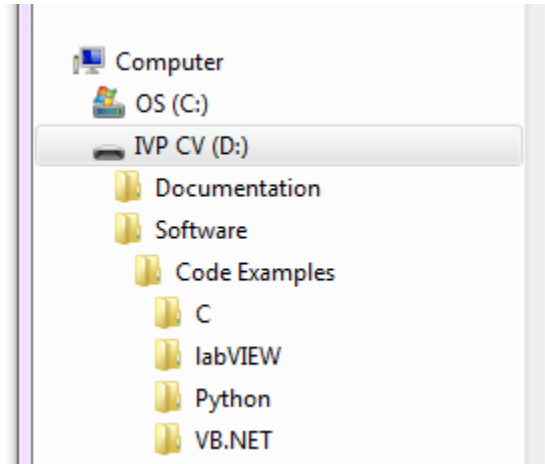 Computer
OS (C:)
IVP CV (D:)
Documentation
Software
Code Examples
C
labVIEW
Python
VB.NET